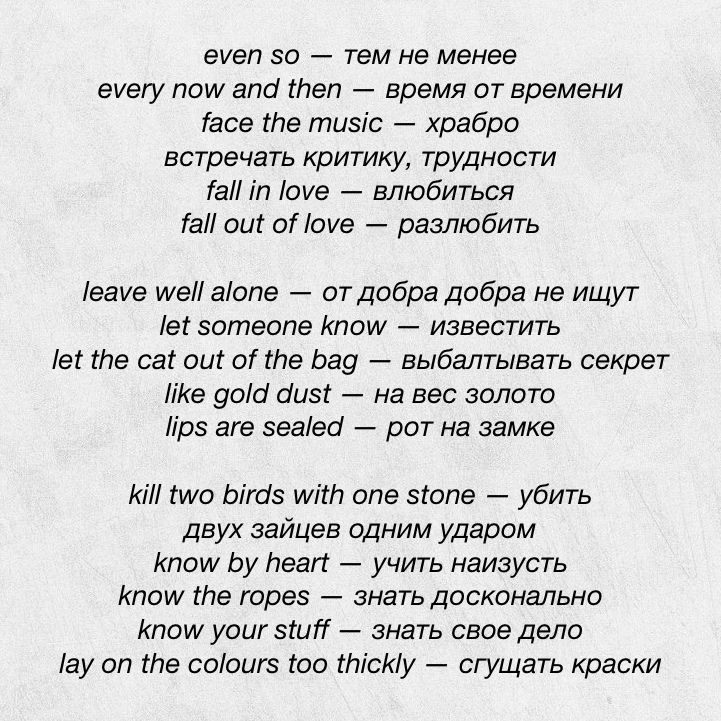 even so — тем не менее
every now and then — время от времени
face the music — храбро
встречать критику, трудности
fall in love — влюбиться
fall out of love — разлюбить
leave well alone — от добра добра не ищут
let someone know — известить
let the cat out of the bag — выбалтывать секрет
like gold dust — на вес золото
lips are sealed — рот на замке
kill two birds with one stone — убить
двух зайцев одним ударом
know by heart — учить наизусть
know the ropes — знать досконально
know your stuff — знать свое дело
lay on the colours too thickly — сгущать краски